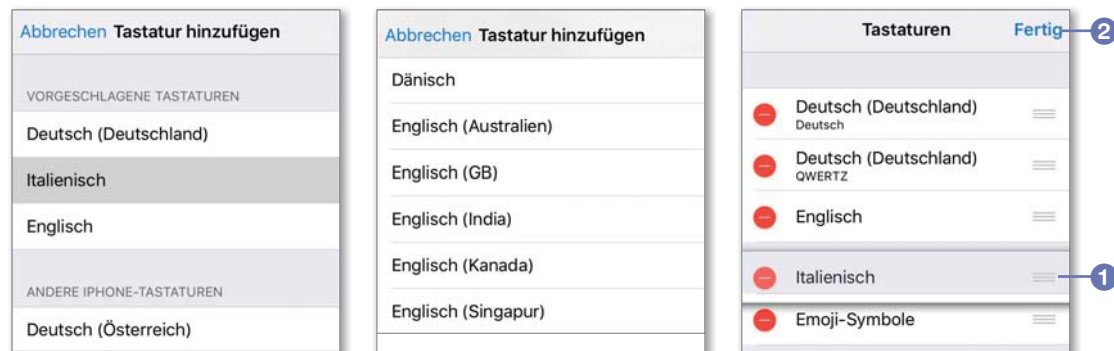 Abbrechen Tastatur hinzufügen
VORGESCHLAGENE TASTATUREN
Deutsch (Deutschland)
Italienisch
Englisch
ANDERE IPHONE-TASTATUREN
Deutsch (Österreich)
Abbrechen Tastatur hinzufügen
Dänisch
Englisch (Australien)
Englisch (GB)
Englisch (India)
Englisch (Kanada)
Englisch (Singapur)
Tastaturen Fertig 2
Deutsch (Deutschland)
Deutsch
Deutsch (Deutschland)
QWERTZ
Englisch
Italienisch 1
Emoji-Symbole